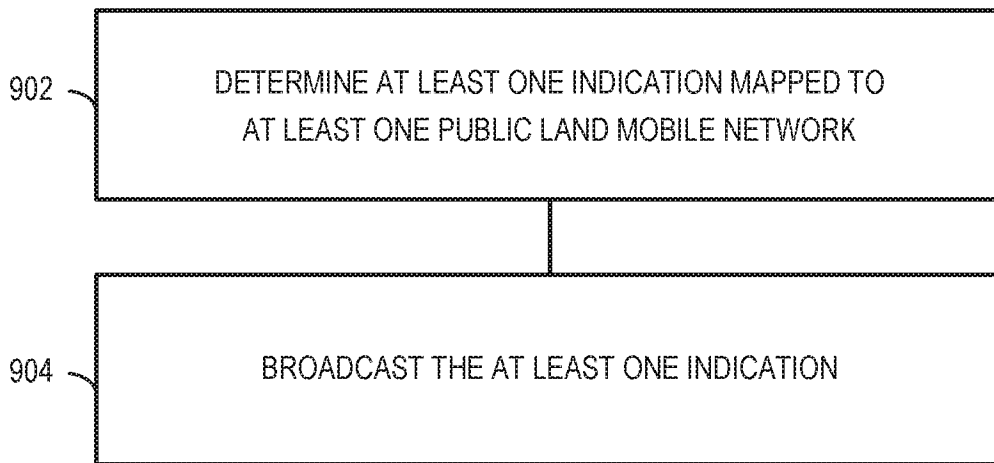 902
DETERMINE AT LEAST ONE INDICATION MAPPED TO
AT LEAST ONE PUBLIC LAND MOBILE NETWORK
904
BROADCAST THE AT LEAST ONE INDICATION